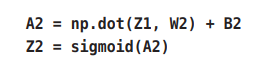 A2 = np.dot(Z1, W2) + B2
Z2 = sigmoid(A2)